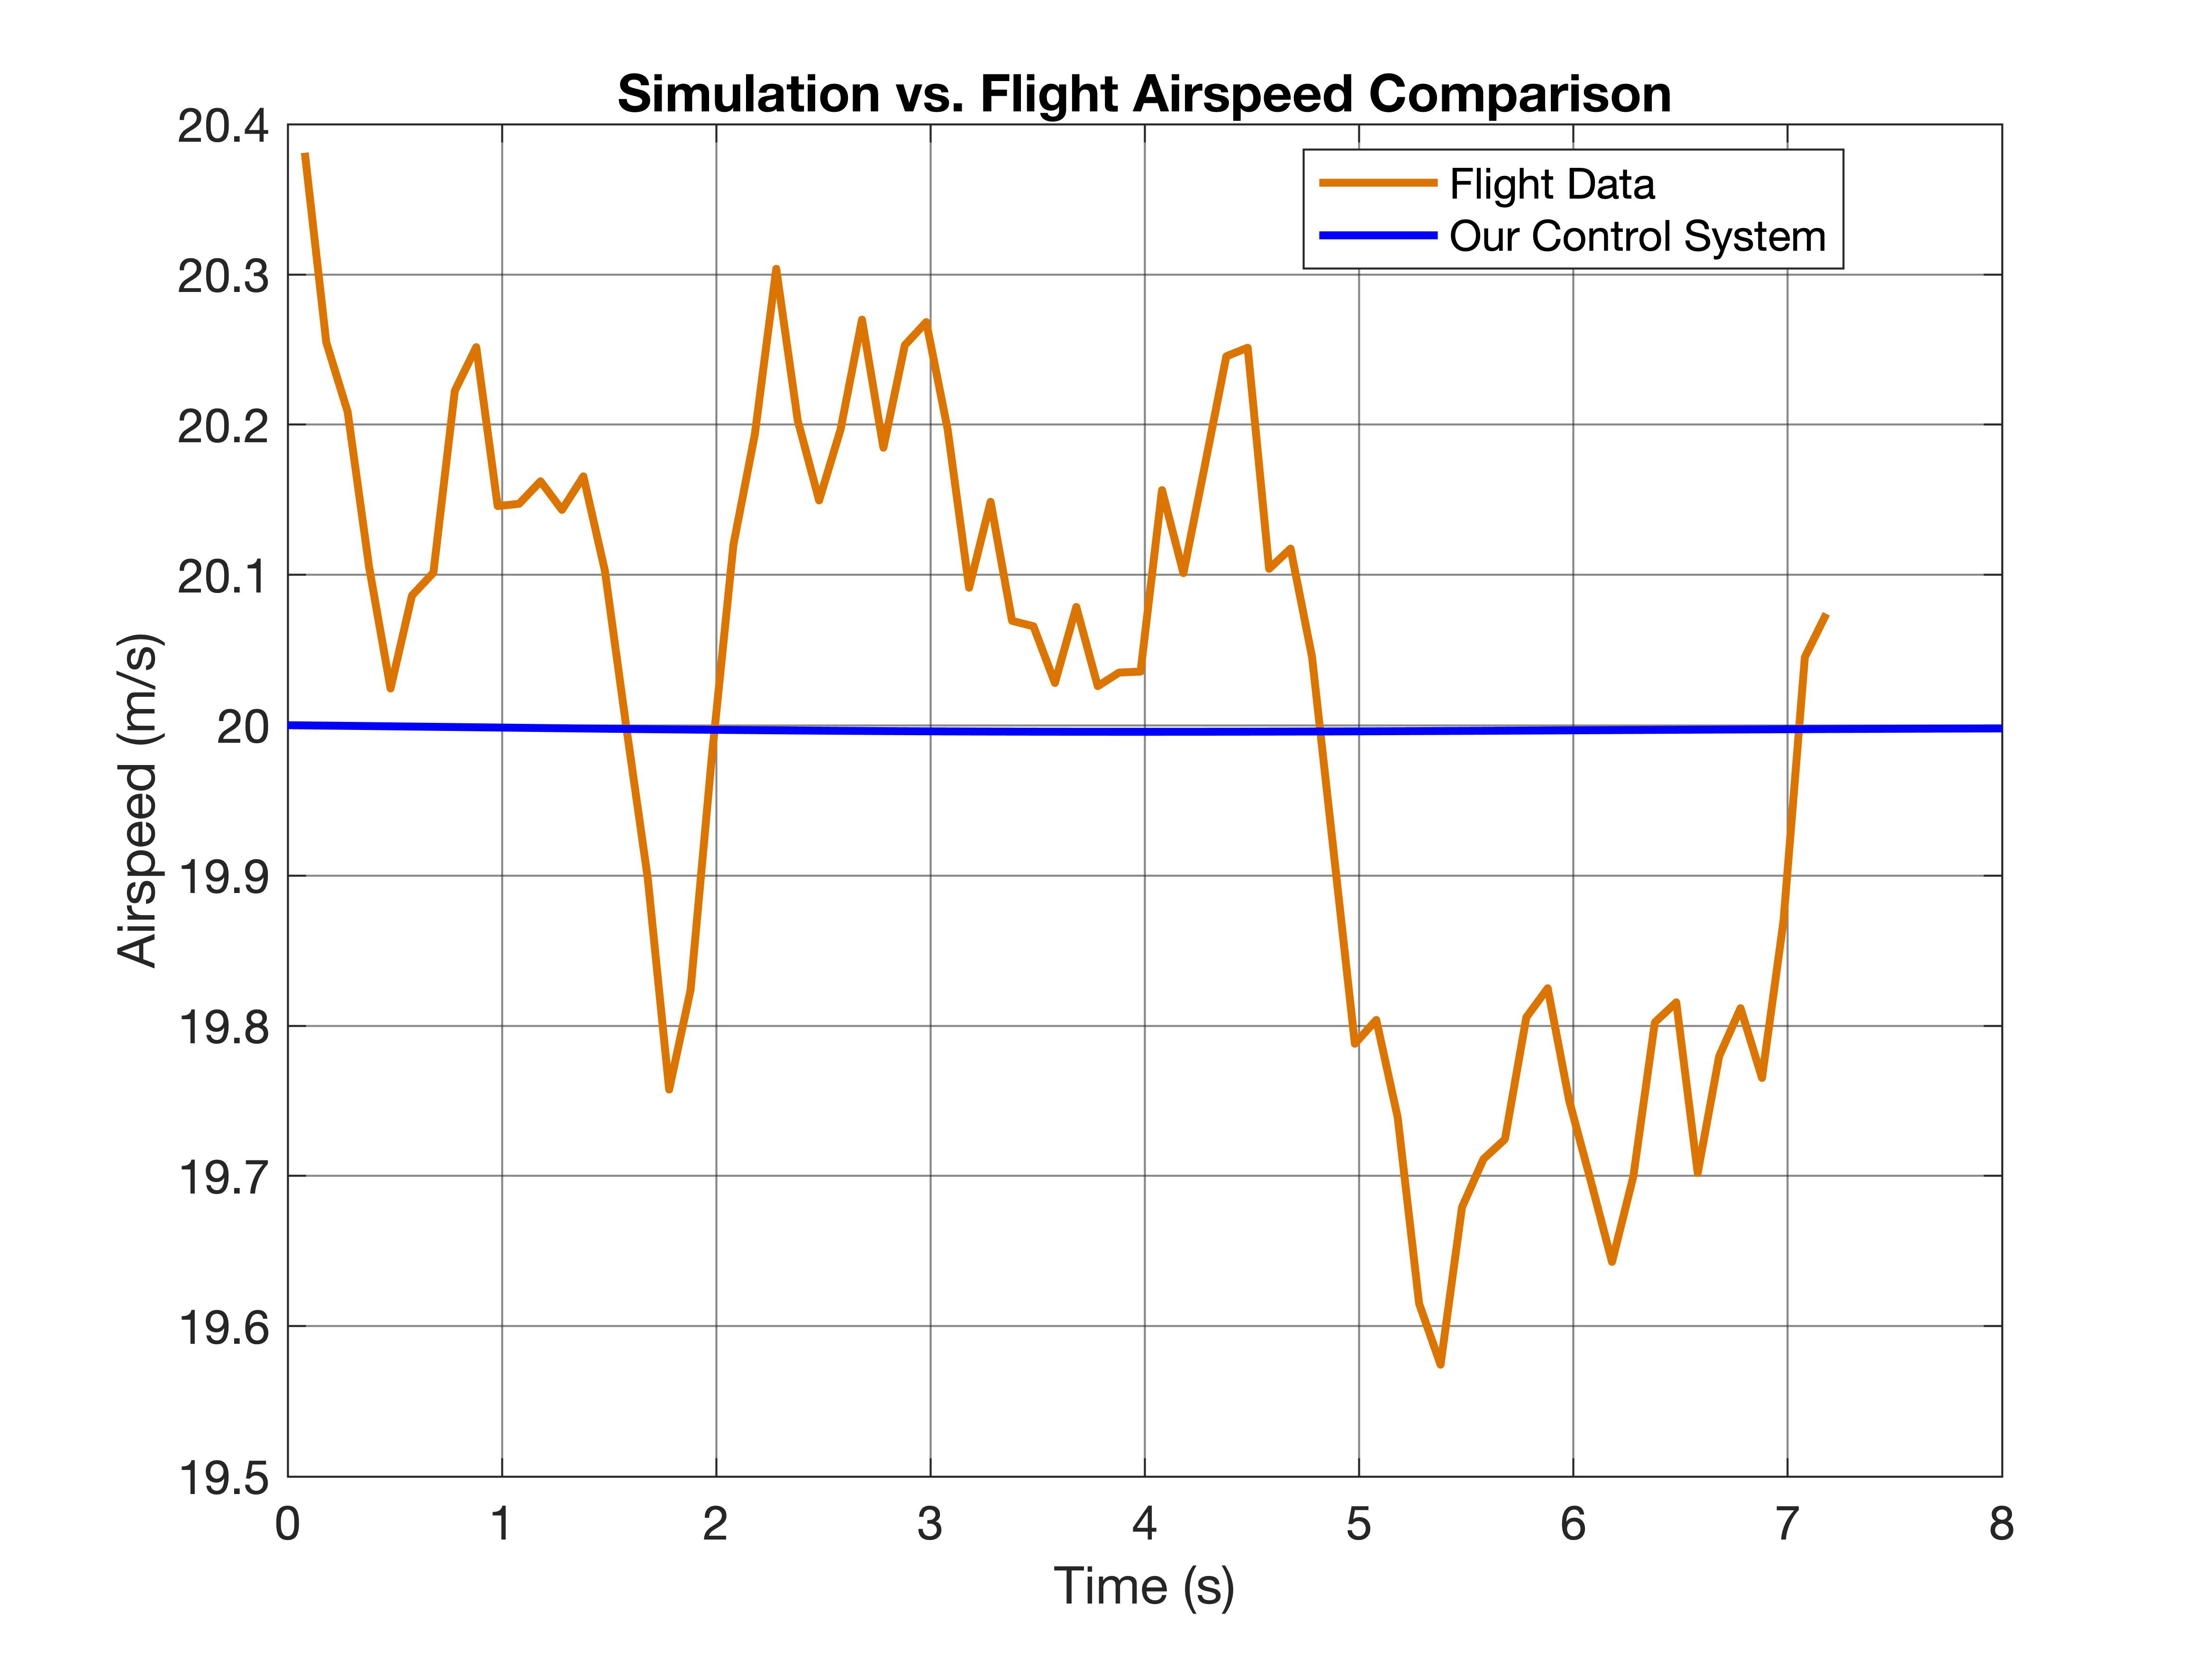 Simulation vs. Flight Airspeed Comparison
20.4
20.3
20.2
20.1
20
19.9
19.8
19.7
19.6
19.5
Airspeed (m/s)
Flight Data
Our Control System
0 1 2 3 4 5 6 7 8
Time (s)